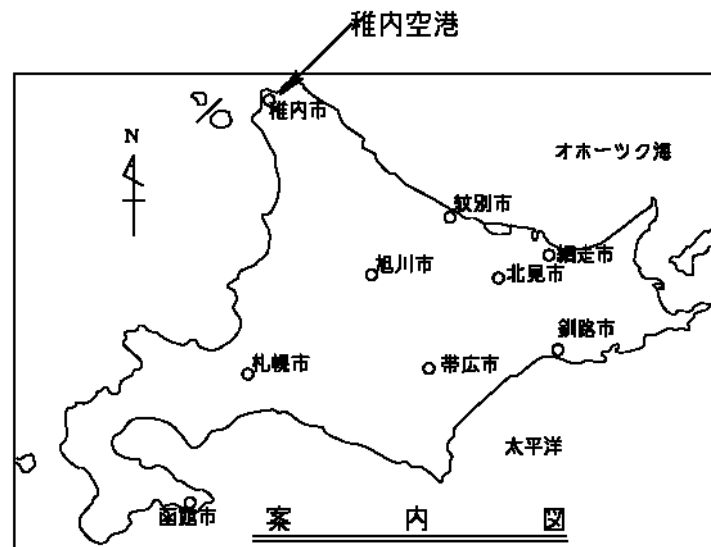 稚内空港
稚内市
N
オホーツク海
紋別市
網走市
旭川市
北見市
釧路市
札幌市
帯広市
太平洋
函館市
案内図